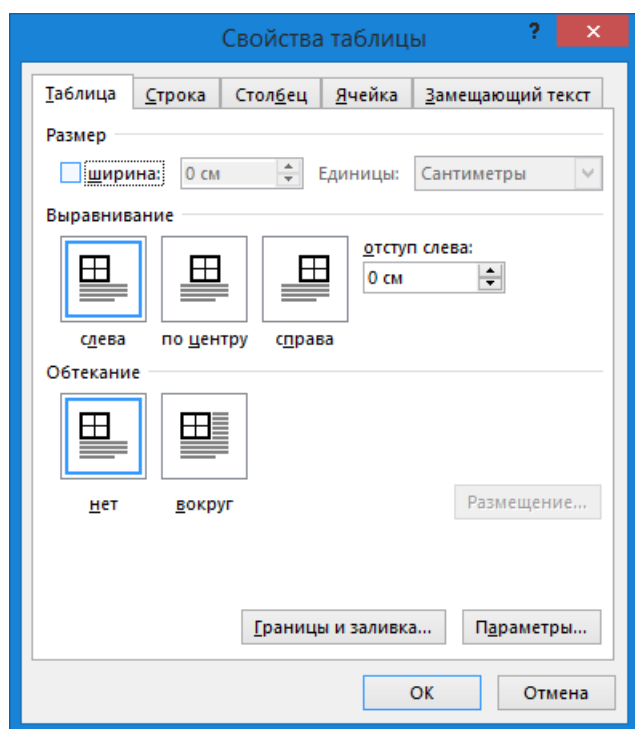 Свойства таблицы ? ×
Таблица Строка Столбец Ячейка Замещающий текст
Размер
ширина: 0 см Единицы: Сантиметры
Выравнивание
отступ слева:
0 см
слева по центру справа
Обтекание
нет вокруг
Размещение...
Границы и заливка... Параметры...
ОК Отмена